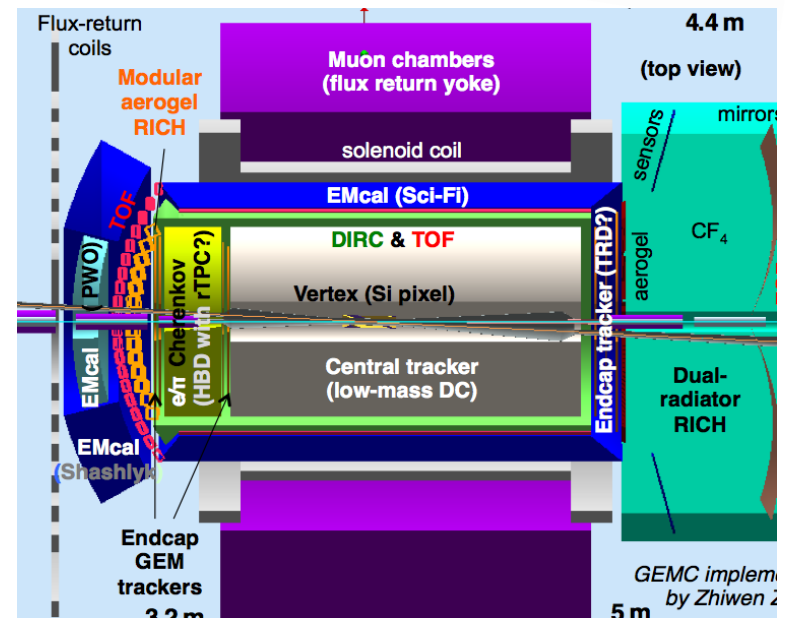 Flux-return
coils
4.4 m
(top view)
Muon chambers
(flux return yoke)
Modular
aerogel
RICH
mirrors
sensors
solenoid coil
EMcal (Sci-Fi)
TOF
DIRC & TOF
CF4
aerogel
(PWO)
EMcal
e/π Cherenkov
(HBD with rTPC?)
Vertex (Si pixel)
Endcap tracker (TRD?)
Central tracker
(low-mass DC)
Dual-
radiator
RICH
EMcal
(Shashlyk)
Endcap
GEM
trackers
3.2 m
5 m
GEMC implem
by Zhiwen Z